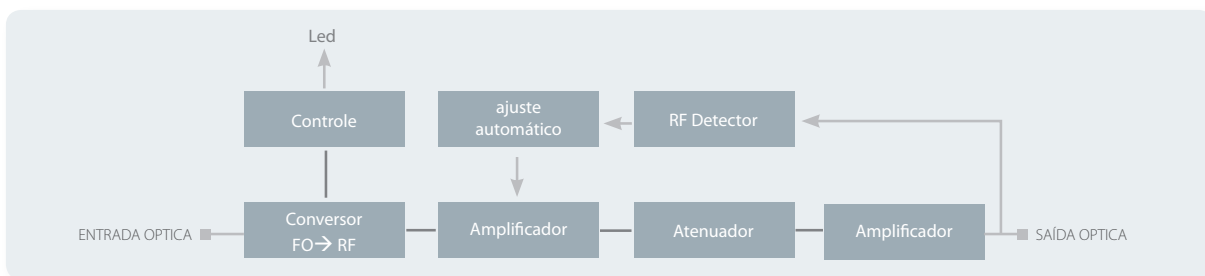 Led
Controle
ajuste
automático
RF Detector
ENTRADA OPTICA
Conversor
FO→ RF
Amplificador
Atenuador
Amplificador
SAÍDA OPTICA